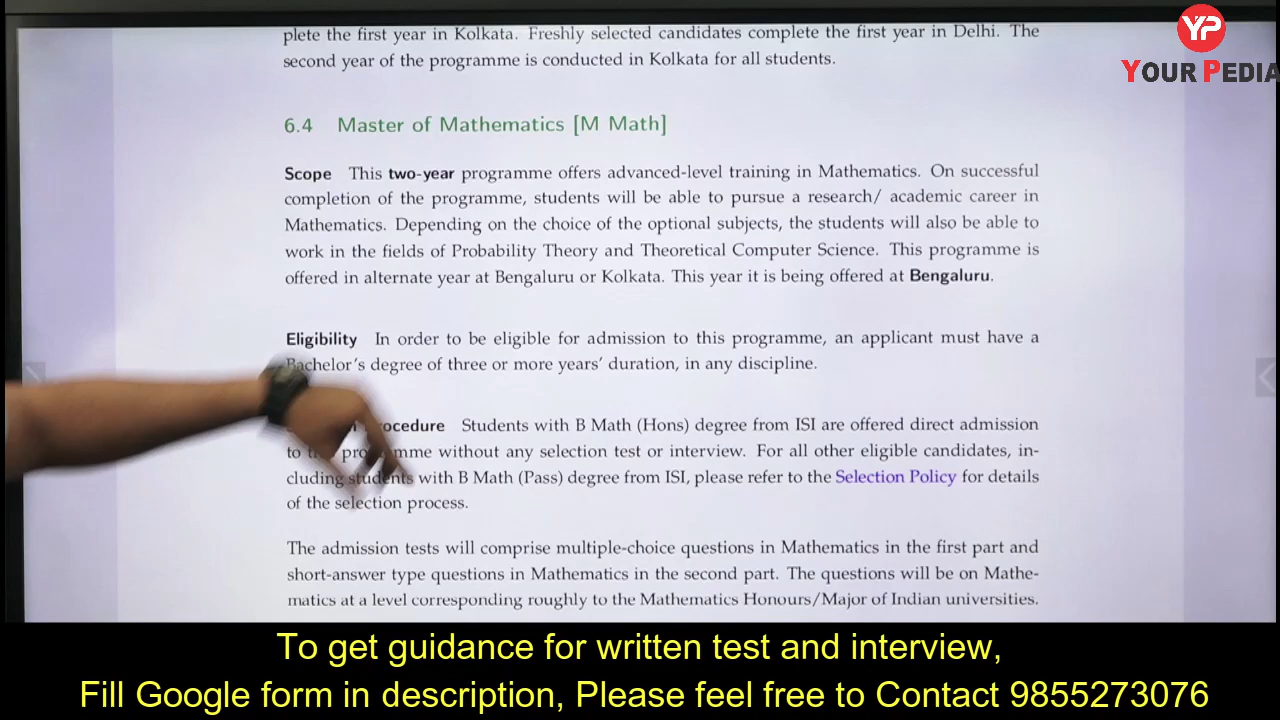 YP
YOUR PEDIA
plete the first year in Kolkata. Freshly selected candidates complete the first year in Delhi. The
second year of the programme is conducted in Kolkata for all students.
6.4 Master of Mathematics [M Math]
Scope This two-year programme offers advanced-level training in Mathematics. On successful
completion of the programme, students will be able to pursue a research/ academic career in
Mathematics. Depending on the choice of the optional subjects, the students will also be able to
work in the fields of Probability Theory and Theoretical Computer Science. This programme is
offered in alternate year at Bengaluru or Kolkata. This year it is being offered at Bengaluru.
Eligibility In order to be eligible for admission to this programme, an applicant must have a
Bachelor's degree of three or more years' duration, in any discipline.
Students with B Math (Hons) degree from ISI are offered direct admission
to without any selection test or interview. For all other eligible candidates, in-
cluding students with B Math (Pass) degree from ISI, please refer to the Selection Policy for details
of the selection process.
The admission tests will comprise multiple-choice questions in Mathematics in the first part and
short-answer type questions in Mathematics in the second part. The questions will be on Mathe-
matics at a level corresponding roughly to the Mathematics Honours/Major of Indian universities.
To get guidance for written test and interview,
Fill Google form in description, Please feel free to Contact 9855273076